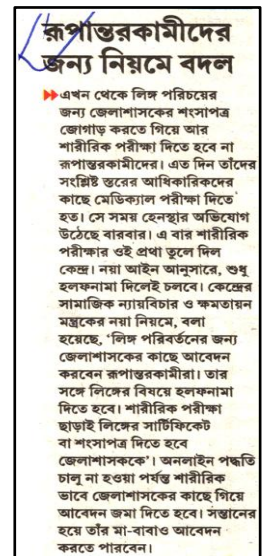 রূপান্তরকামীদের
জন্য নিয়মে বদল
এখন থেকে লিঙ্গ পরিচয়ের
জন্য জেলাশাসকের শংসাপত্র
জোগাড় করতে গিয়ে আর
শারীরিক পরীক্ষা দিতে হবে না
রূপান্তরকামীদের। এত দিন তাঁদের
সংশ্লিষ্ট স্তরের আধিকারিকদের
কাছে মেডিক্যাল পরীক্ষা দিতে
হত। সে সময় হেনস্থার অভিযোগ
উঠেছে বারবার। এ বার শারীরিক
পরীক্ষার ওই প্রথা তুলে দিল
কেন্দ্র। নয়া আইন আনুসারে, শুধু
হলফনামা দিলেই চলবে। কেন্দ্রের
সামাজিক ন্যায়বিচার ও ক্ষমতায়ন
মন্ত্রকের নয়া নিয়মে, বলা
হয়েছে, ‘লিঙ্গ পরিবর্তনের জন্য
জেলাশাসকের কাছে আবেদন
করবেন রূপান্তরকামীরা। তার
সঙ্গে লিঙ্গের বিষয়ে হলফনামা
দিতে হবে। শারীরিক পরীক্ষা
ছাড়াই লিঙ্গের সার্টিফিকেট
বা শংসাপত্র দিতে হবে
জেলাশাসককে’। অনলাইন পদ্ধতি
চালু না হওয়া পর্যন্ত শারীরিক
ভাবে জেলাশাসকের কাছে গিয়ে
আবেদন জমা দিতে হবে। সন্তানের
হয়ে তাঁর মা-বাবাও আবেদন
করতে পারবেন।